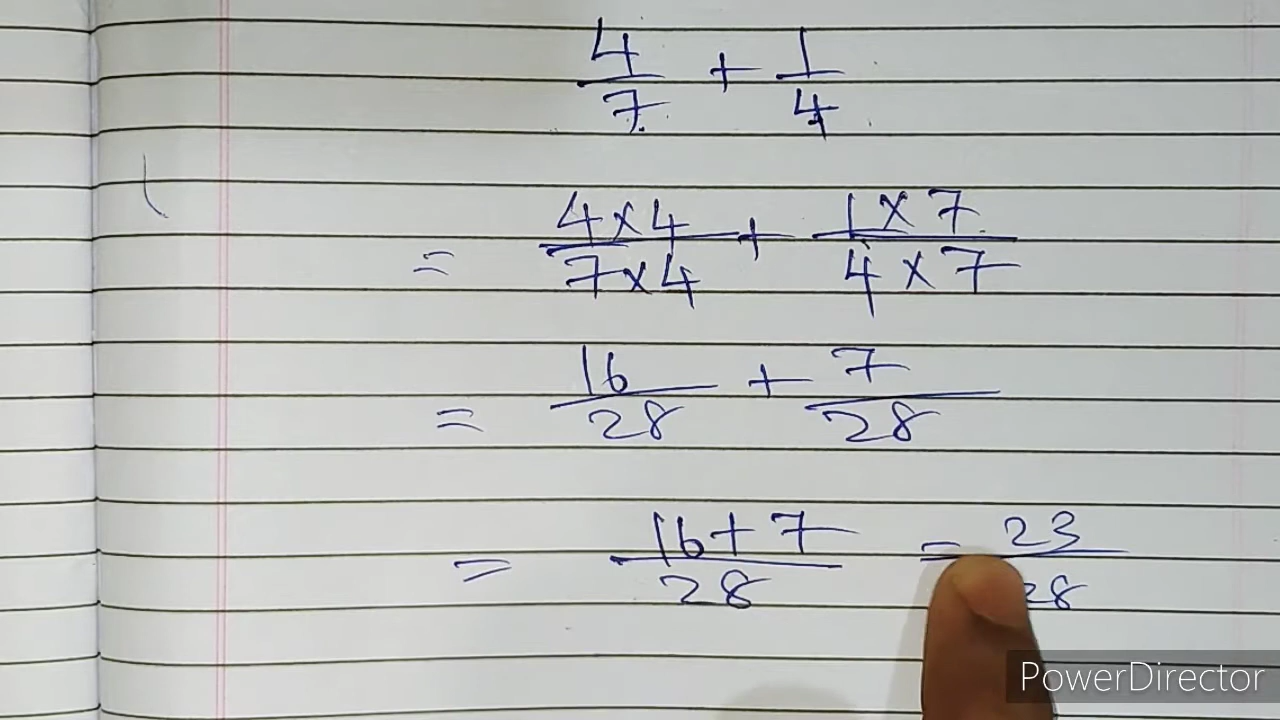 4/7 + 1/4
= 4×4/7×4 + 1×7/4×7
= 16/28 + 7/28
= 16+7/28 = 23/28
PowerDirector